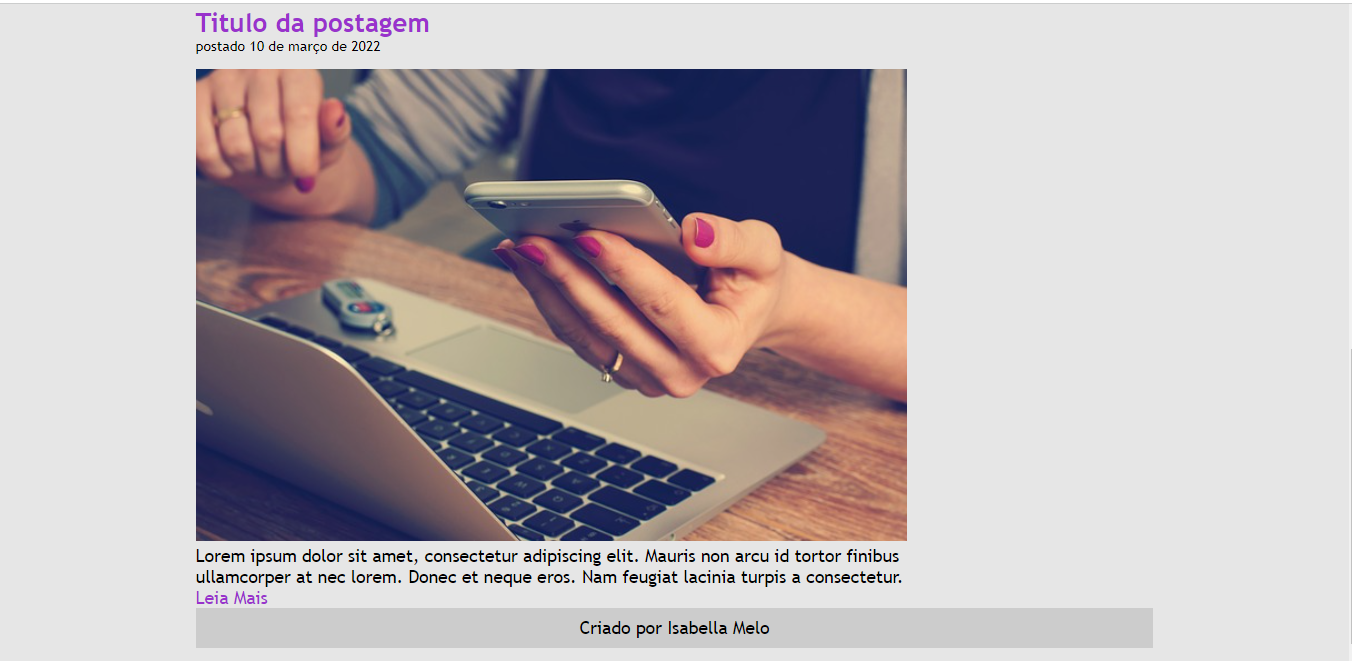 Titulo da postagem
postado 10 de março de 2022
Lorem ipsum dolor sit amet, consectetur adipiscing elit. Mauris non arcu id tortor finibus
ullamcorper at nec lorem. Donec et neque eros. Nam feugiat lacinia turpis a consectetur.
Leia Mais
Criado por Isabella Melo